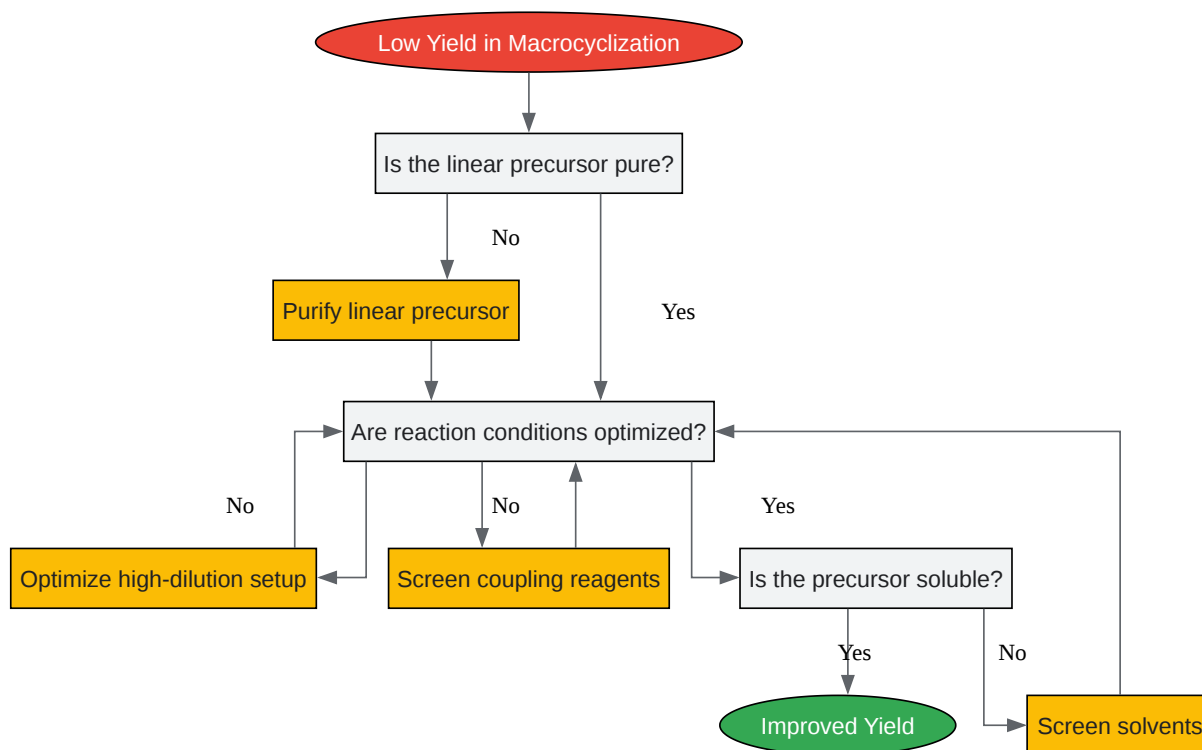 Low Yield in Macrocyclization
Is the linear precursor pure?
No
Purify linear precursor
Yes
Are reaction conditions optimized?
No
No
Yes
Optimize high-dilution setup
Screen coupling reagents
Is the precursor soluble?
Yes
No
Improved Yield
Screen solvents